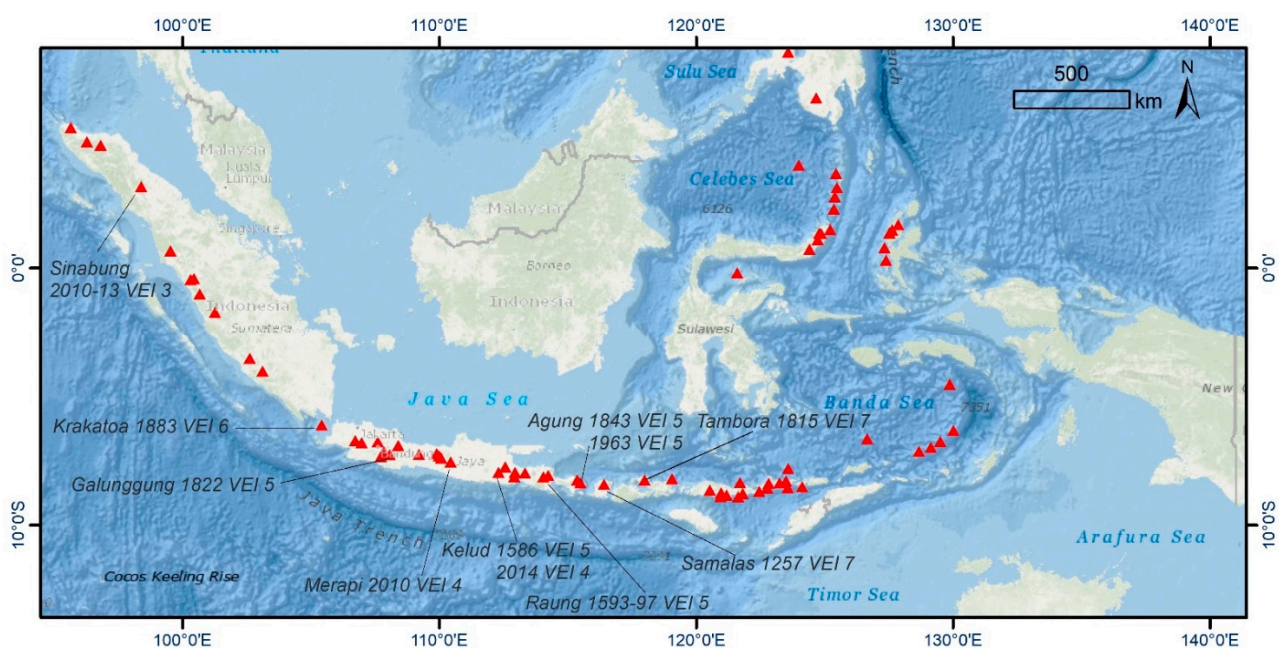 100°0'E
110°0'E
120°0'E
130°0'E
140°0'E
Thailand
Sulu Sea
500
km
N
Malaysia
Kuala
Lumpur
Celebes Sea
6126
Malaysia
Singapore
0°0'
0°0'
Sinabung
2010-13 VEI 3
Borneo
Indonesia
Indonesia
Sumatera
Sulawesi
Java Sea
Banda Sea
7351
New
Krakatoa 1883 VEI 6
Jakarta
Bandung
Jawa
Agung 1843 VEI 5
1963 VEI 5
Tambora 1815 VEI 7
Galunggung 1822 VEI 5
Java Trench
10°0'S
10°0'S
Arafura Sea
Kelud 1586 VEI 5
2014 VEI 4
Samalas 1257 VEI 7
Cocos Keeling Rise
Merapi 2010 VEI 4
Raung 1593-97 VEI 5
Timor Sea
100°0'E
110°0'E
120°0'E
130°0'E
140°0'E